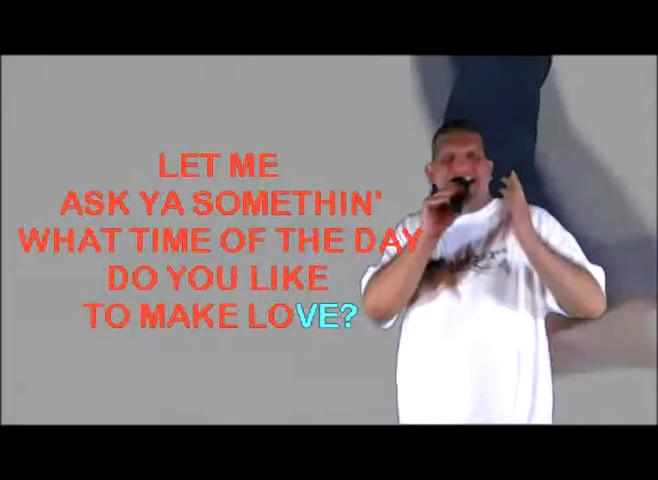 LET ME
ASK YA SOMETHIN'
WHAT TIME OF THE DAY
DO YOU LIKE
TO MAKE LOVE?